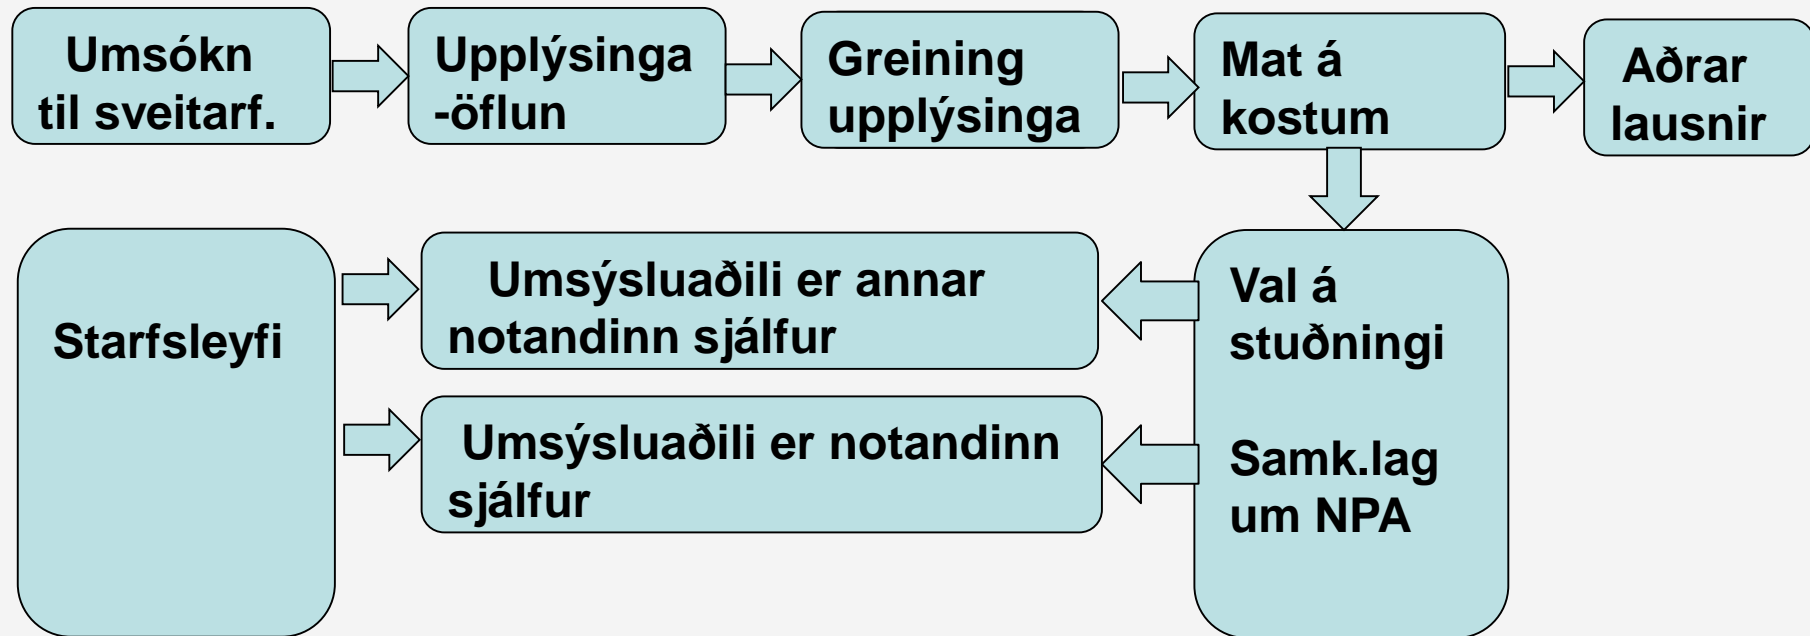 Umsókn
til sveitarf.
Upplýsinga
-öflun
Greining
upplýsinga
Mat á
kostum
Aðrar
lausnir
Starfsleyfi
Umsýsluaðili er annar
notandinn sjálfur
Umsýsluaðili er notandinn
sjálfur
Val á
stuðningi
Samk.lag
um NPA